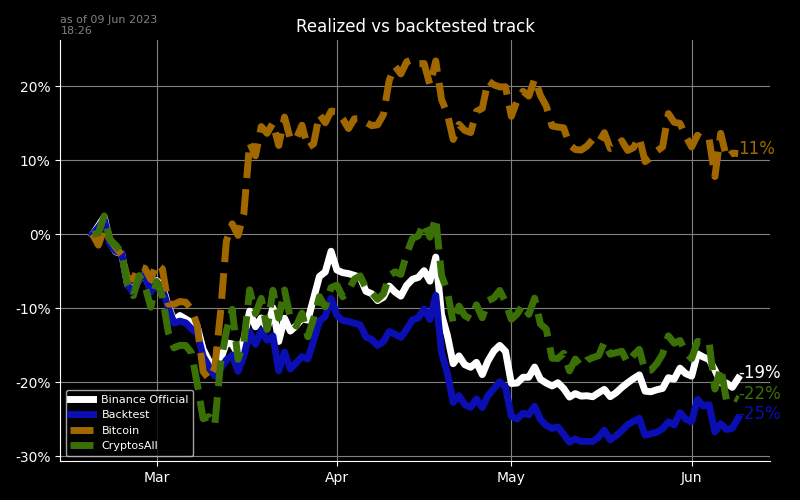 as of 09 Jun 2023
18:26
Realized vs backtested track
20%
10%
0%
-10%
-20%
-30%
11%
-19%
-22%
-25%
Binance Official
Backtest
Bitcoin
CryptosAll
Mar
Apr
May
Jun